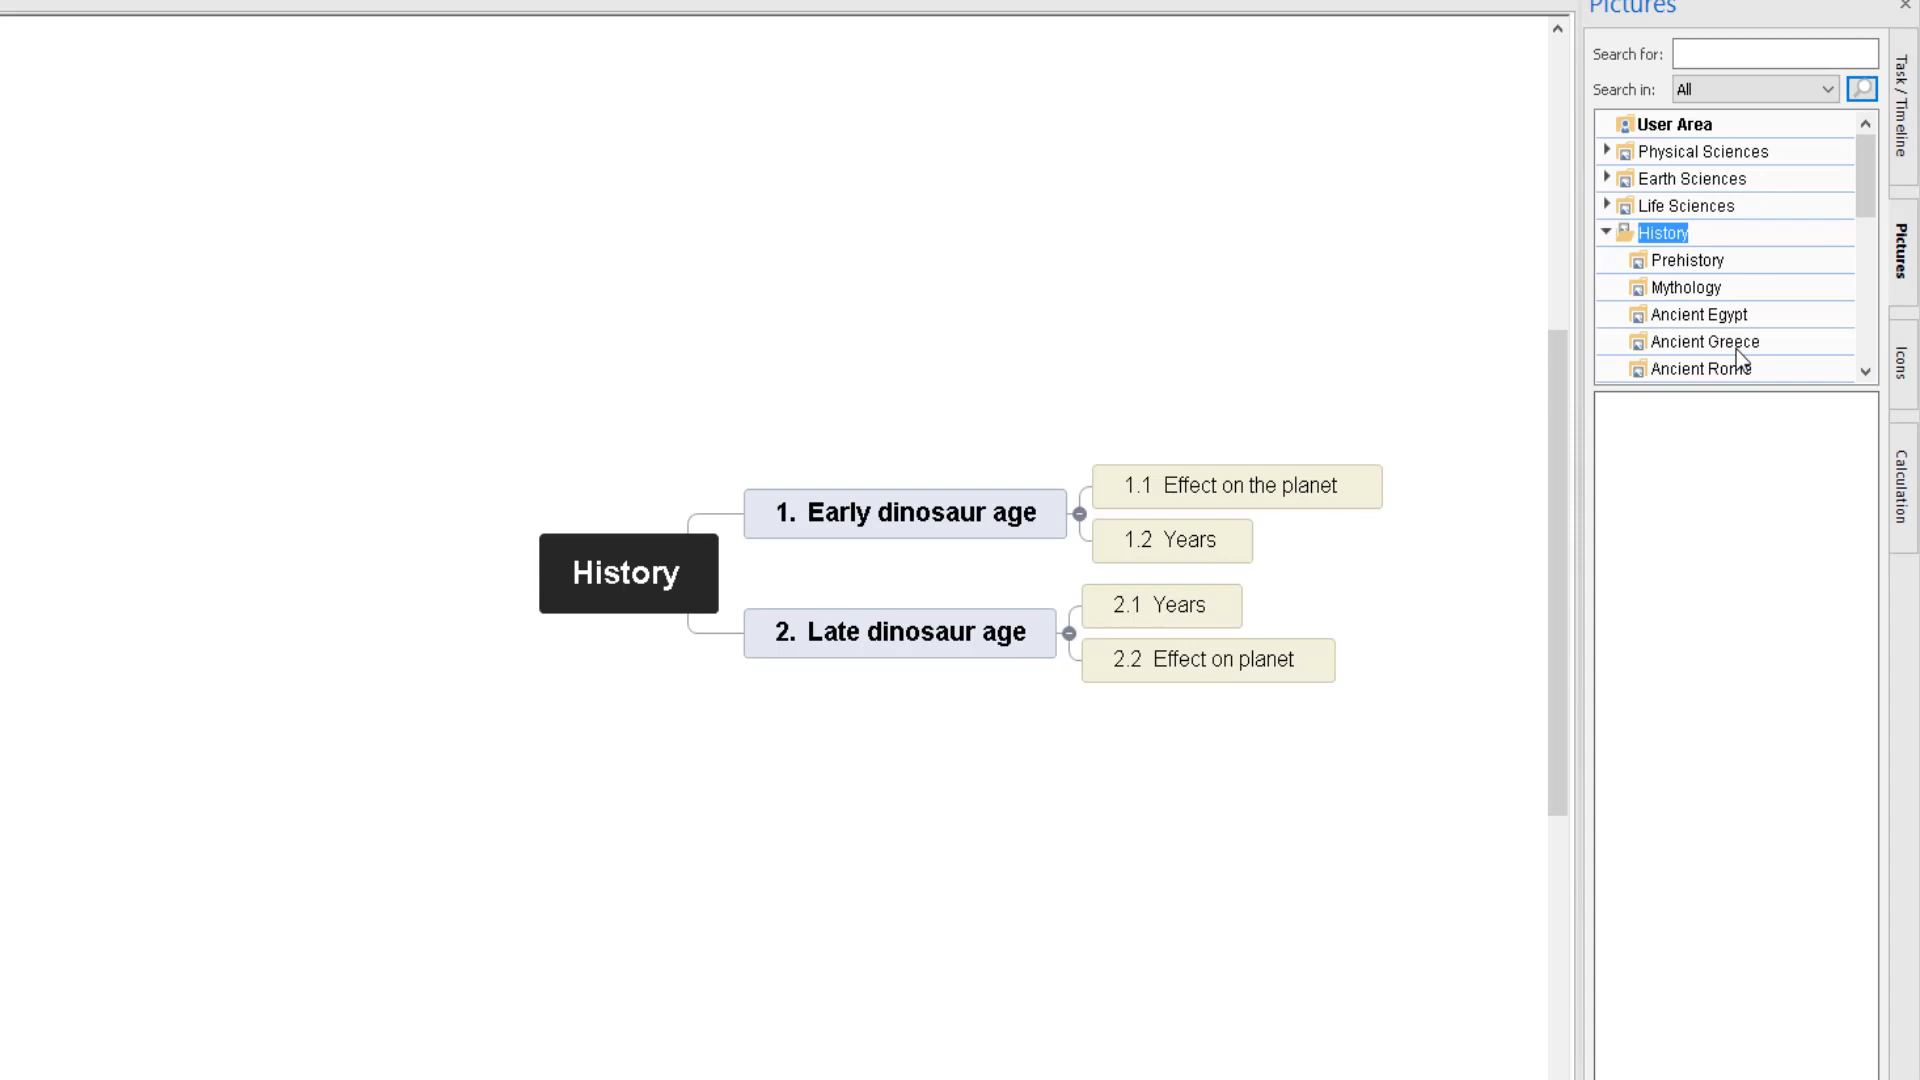 Pictures
Search for:
Search in: All
User Area
Physical Sciences
Earth Sciences
Life Sciences
History
Prehistory
Mythology
Ancient Egypt
Ancient Greece
Ancient Rome
Task / Timeline
Pictures
Icons
Calculation
History
1. Early dinosaur age
1.1 Effect on the planet
1.2 Years
2. Late dinosaur age
2.1 Years
2.2 Effect on planet